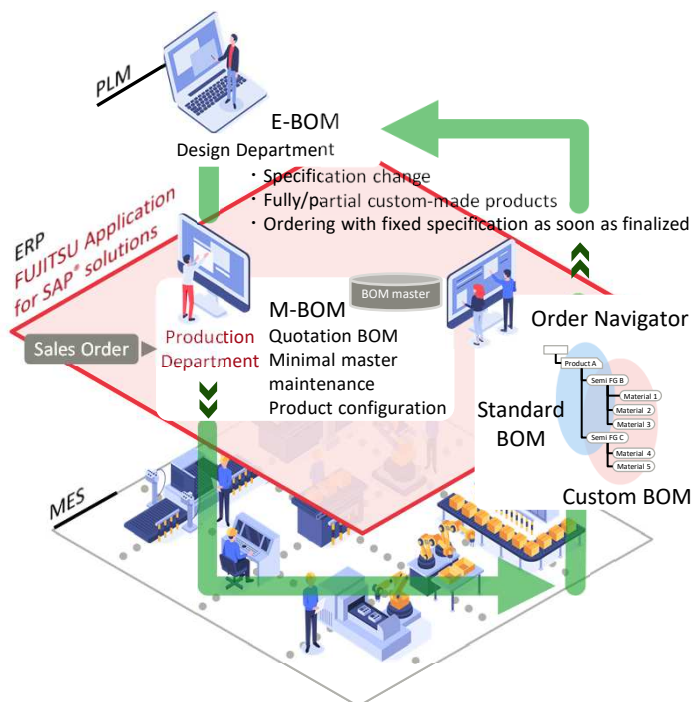 PLM
E-BOM
Design Department
・Specification change
・Fully/partial custom-made products
・Ordering with fixed specification as soon as finalized
ERP
FUJITSU Application
for SAP® solutions
BOM master
Sales Order
Production
Department
M-BOM
Quotation BOM
Minimal master
maintenance
Product configuration
Order Navigator
Product A
Semi FG B
Material 1
Material 2
Material 3
Semi FG C
Material 4
Material 5
Standard
BOM
Custom BOM
MES